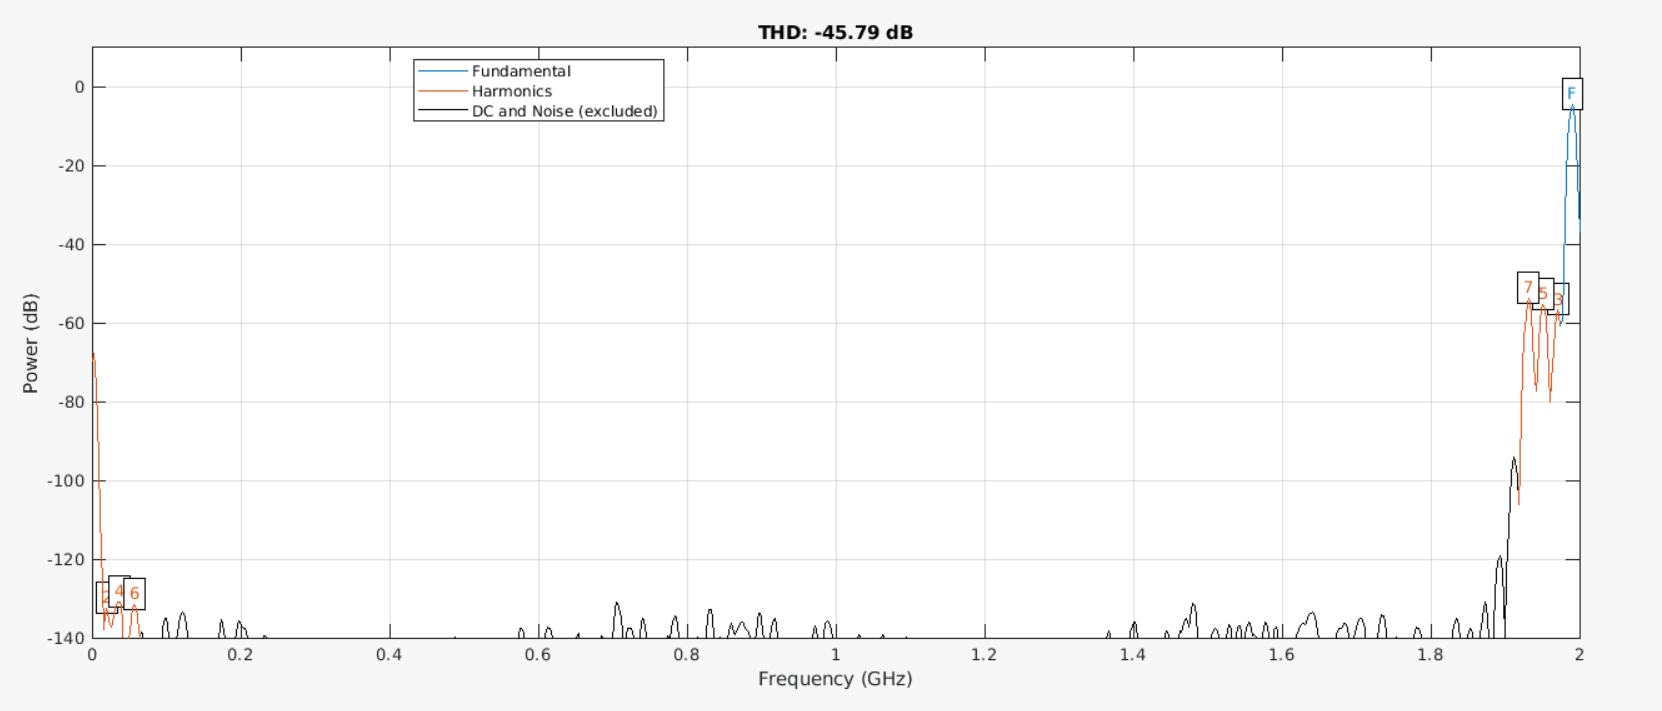 THD: -45.79 dB
Fundamental
Harmonics
DC and Noise (excluded)
F
7 5 3
2 4 6
Power (dB)
0
-20
-40
-60
-80
-100
-120
-140
0 0.2 0.4 0.6 0.8 1 1.2 1.4 1.6 1.8 2
Frequency (GHz)